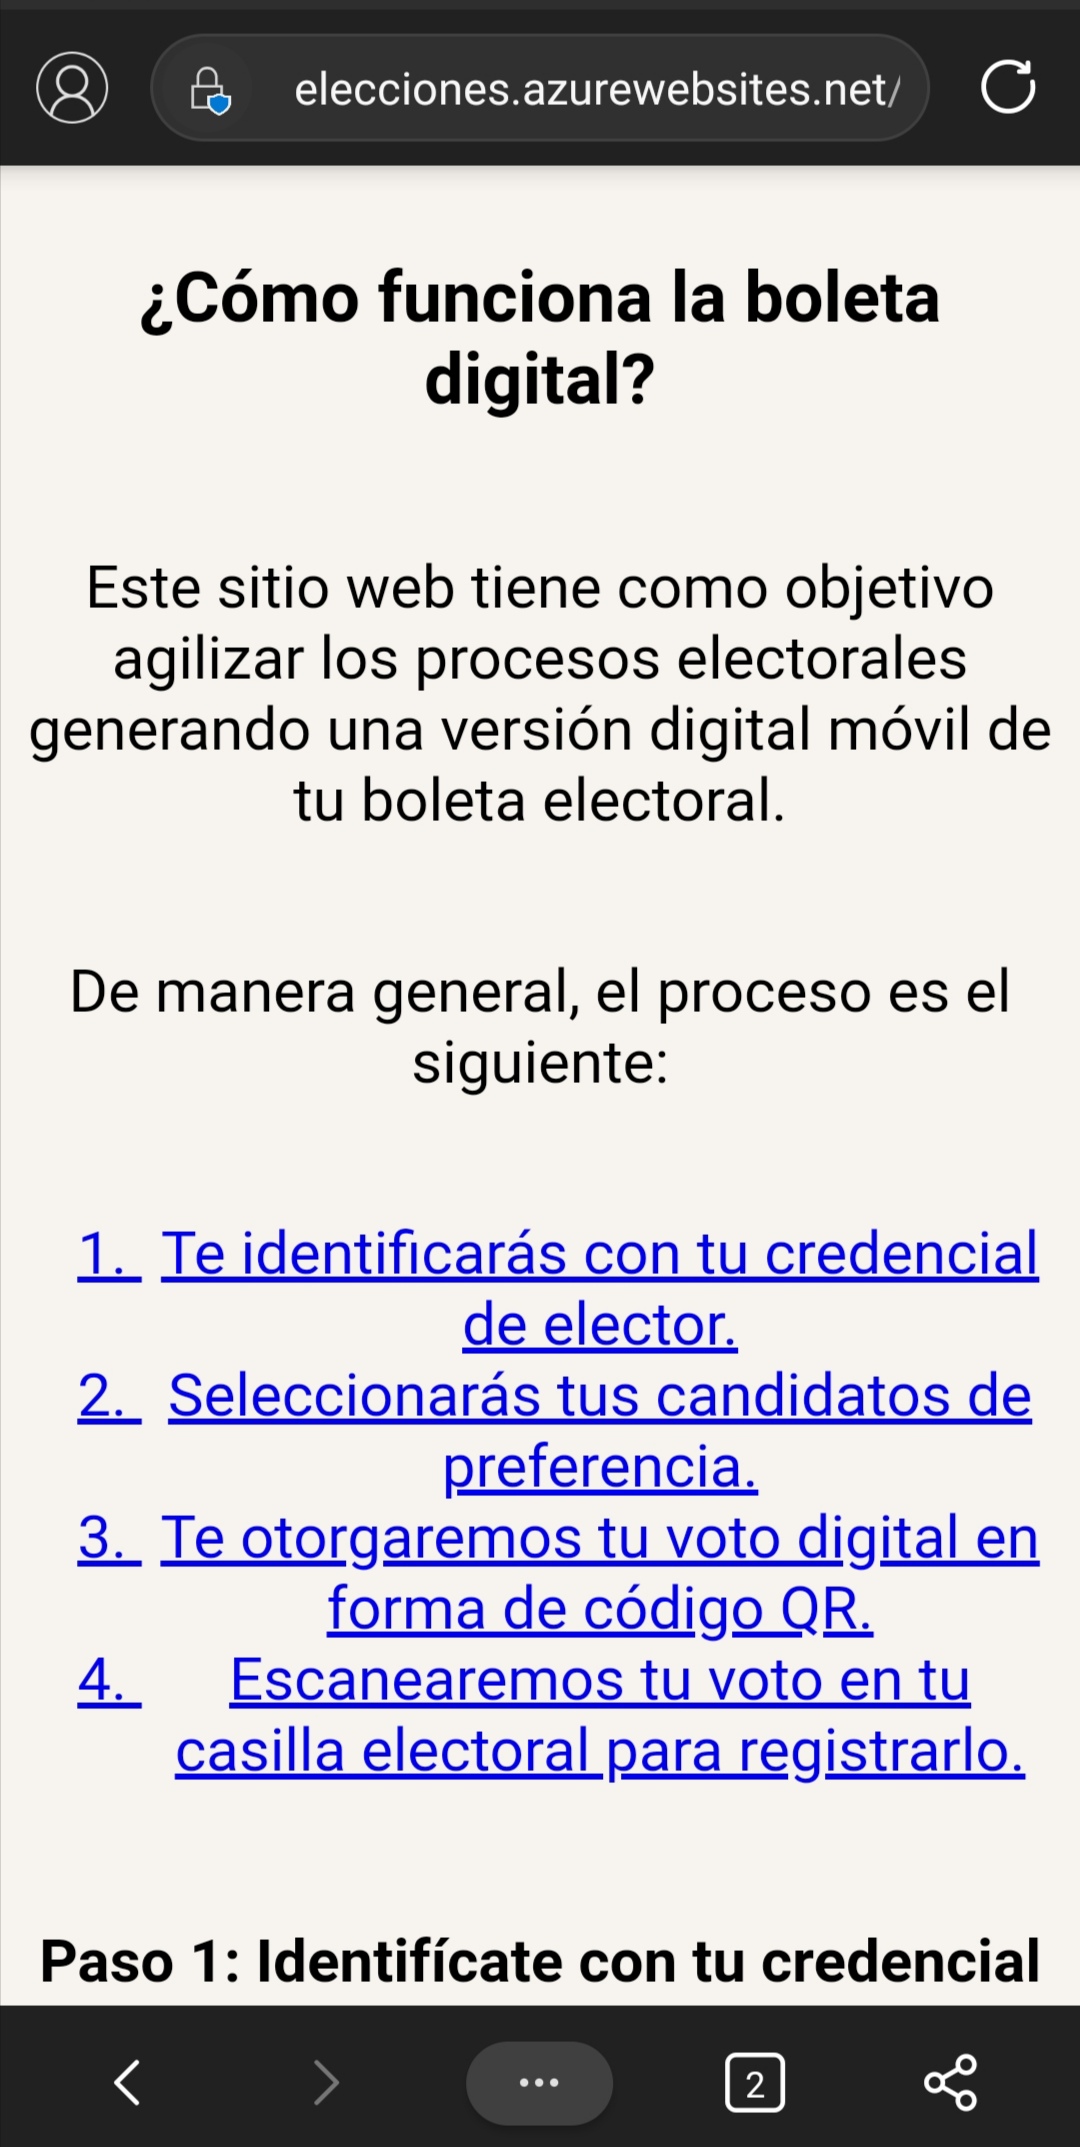 elecciones.azurewebsites.net/
¿Cómo funciona la boleta
digital?
Este sitio web tiene como objetivo
agilizar los procesos electorales
generando una versión digital móvil de
tu boleta electoral.
De manera general, el proceso es el
siguiente:
1. Te identificarás con tu credencial
de elector.
2. Seleccionarás tus candidatos de
preferencia.
3. Te otorgaremos tu voto digital en
forma de código QR.
4. Escanearemos tu voto en tu
casilla electoral para registrarlo.
Paso 1: Identifícate con tu credencial
2